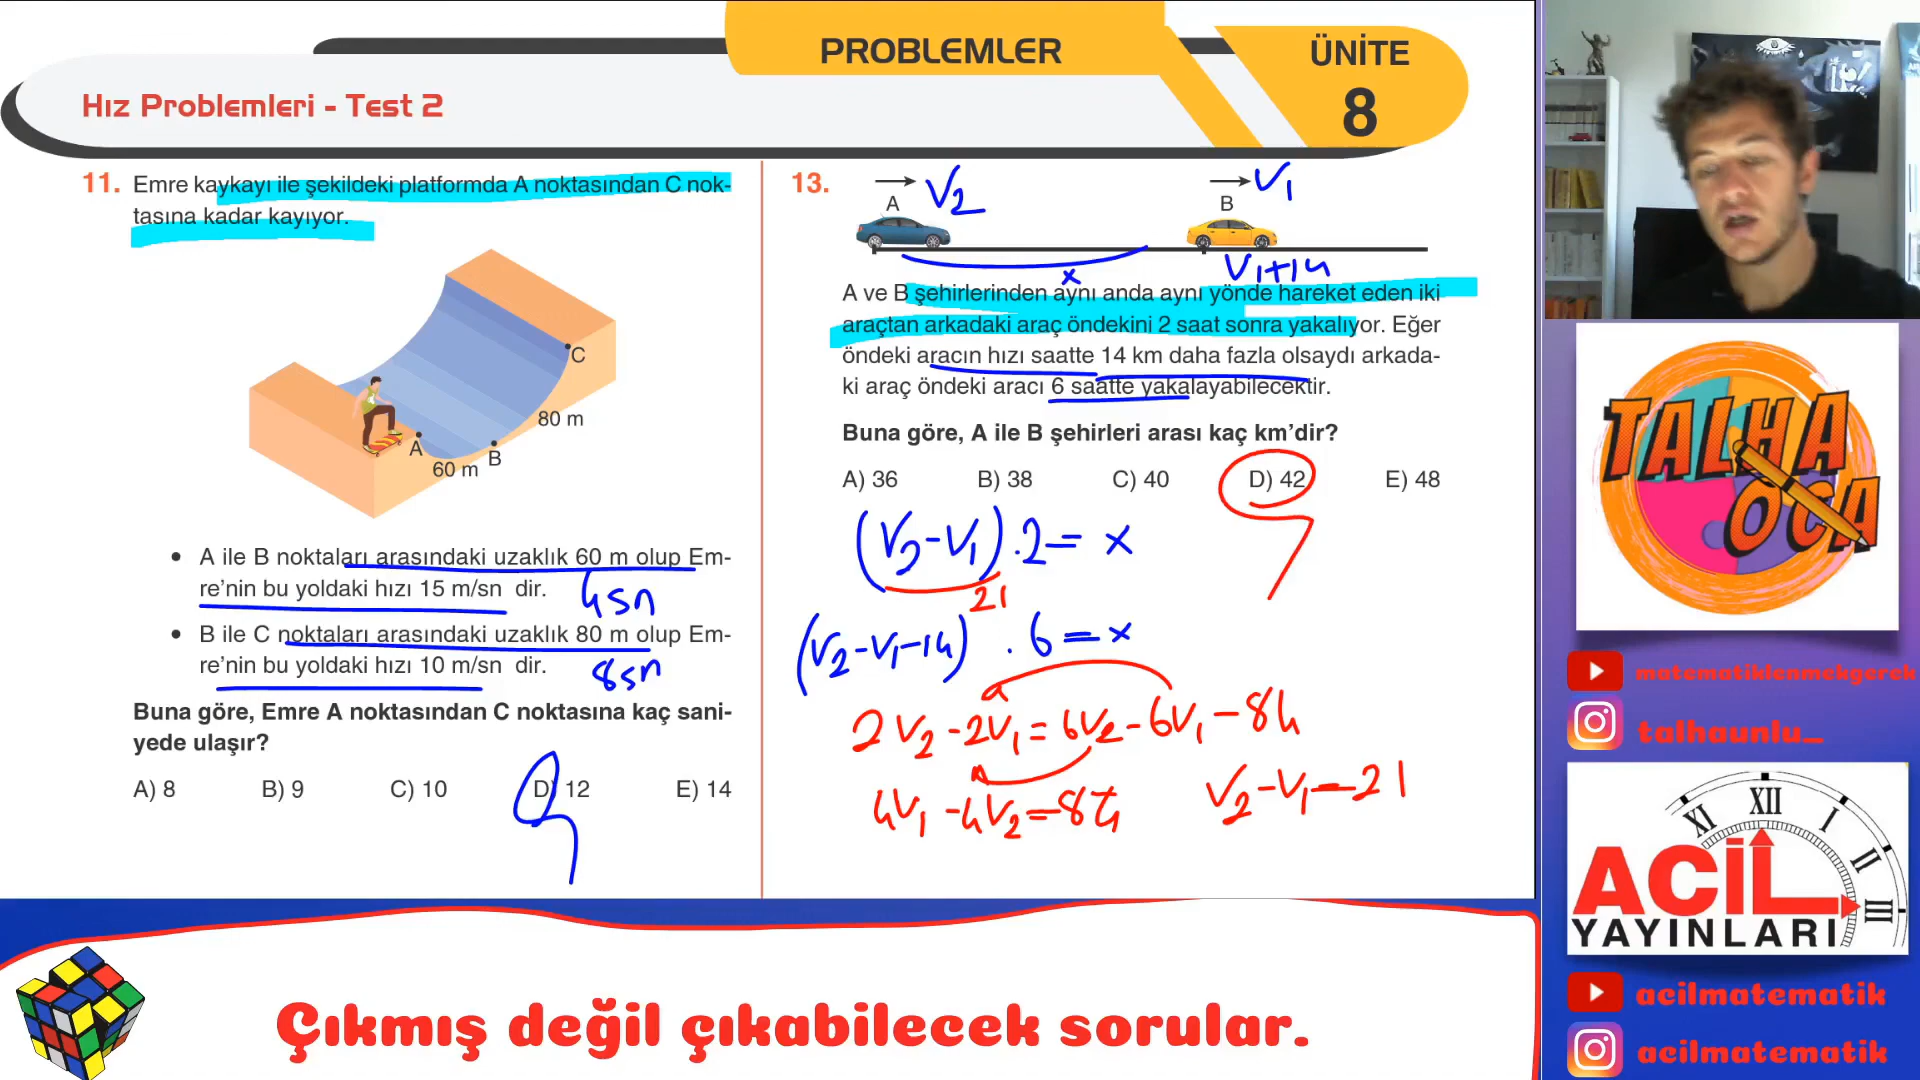 PROBLEMLER
ÜNİTE
8
Hız Problemleri - Test 2
11. Emre kaykayı ile şekildeki platformda A noktasından C nok-
tasına kadar kayıyor.
C
80 m
A
B
60 m
• A ile B noktaları arasındaki uzaklık 60 m olup Em-
re'nin bu yoldaki hızı 15 m/sn dir.
4sn
• B ile C noktaları arasındaki uzaklık 80 m olup Em-
re'nin bu yoldaki hızı 10 m/sn dir.
8sn
Buna göre, Emre A noktasından C noktasına kaç sani-
yede ulaşır?
A) 8 B) 9 C) 10 D) 12 E) 14
13.
V2
V1
A
B
x
V1+14
A ve B şehirlerinden aynı anda aynı yönde hareket eden iki
araçtan arkadaki araç öndekini 2 saat sonra yakalıyor. Eğer
öndeki aracın hızı saatte 14 km daha fazla olsaydı arkada-
ki araç öndeki aracı 6 saatte yakalayabilecektir.
Buna göre, A ile B şehirleri arası kaç km'dir?
A) 36 B) 38 C) 40 D) 42 E) 48
(V2-V1).2=x
21
(V2-V1-14).6=x
2V2-2V1=6V2-6V1-84
4V1-4V2=-84
V2-V1=21
Çıkmış değil çıkabilecek sorular.
TALHA
OCA
matematiklenmekgerek
talhaunlu_
XI XII I II III
ACİL
YAYINLARI
acilmatematik
acilmatematik